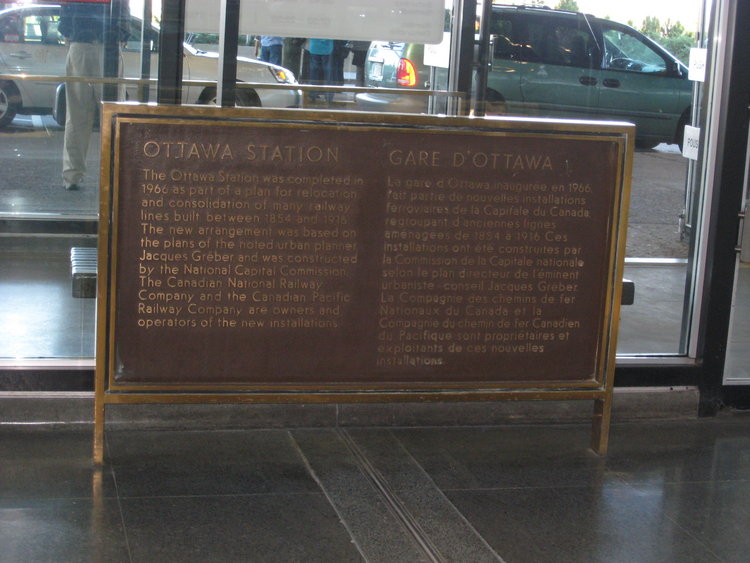 OTTAWA STATION
The Ottawa Station was completed in
1966 as part of a plan for relocation
and consolidation of many railway
lines built between 1854 and 1916.
The new arrangement was based on
the plans of the noted urban planner
Jacques Gréber and was constructed
by the National Capital Commission.
The Canadian National Railway
Company and the Canadian Pacific
Railway Company are owners and
operators of the new installations.
GARE D'OTTAWA
La gare d'Ottawa inaugurée en 1966,
fait partie de nouvelles installations
ferroviaires de la Capitale du Canada,
regroupant d'anciennes lignes
aménagées de 1854 à 1916. Ces
installations ont été construites par
la Commission de la Capitale nationale
selon le plan directeur de l'éminent
urbaniste-conseil Jacques Gréber.
La Compagnie des chemins de fer
Nationaux du Canada et la
Compagnie du chemin de fer Canadien
du Pacifique sont propriétaires et
exploitants de ces nouvelles
installations.